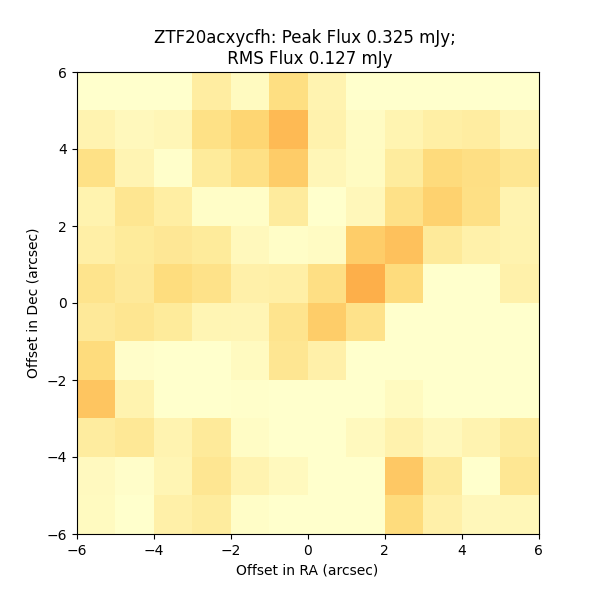 ZTF20acxycfh: Peak Flux 0.325 mJy;
RMS Flux 0.127 mJy
6
4
2
0
−2
−4
−6
Offset in Dec (arcsec)
−6 −4 −2 0 2 4 6
Offset in RA (arcsec)